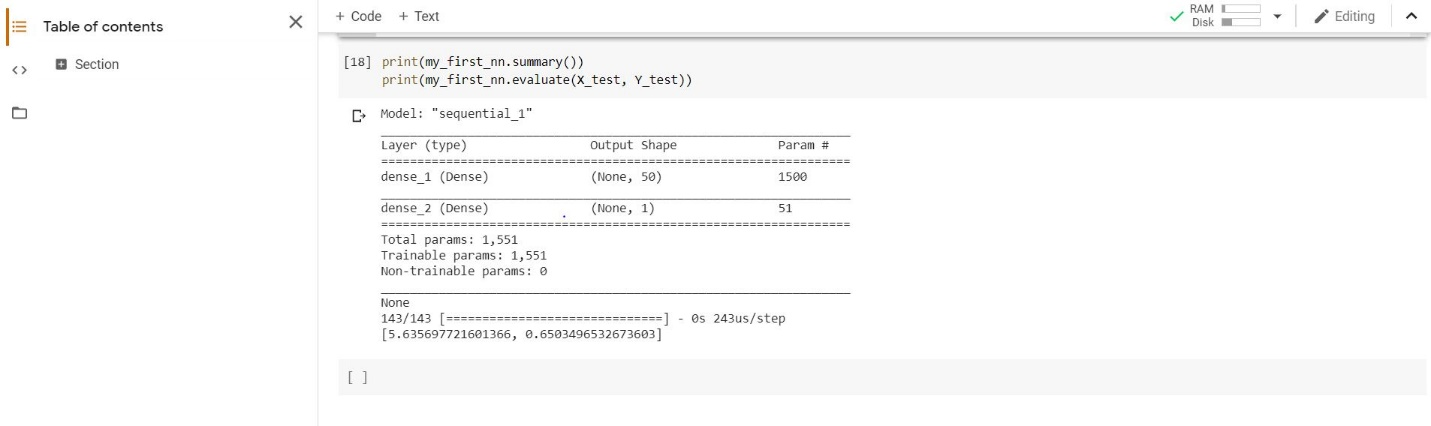 Table of contents
Section
+ Code + Text
RAM
Disk
Editing
[18] print(my_first_nn.summary())
print(my_first_nn.evaluate(X_test, Y_test))
Model: "sequential_1"
Layer (type) Output Shape Param #
=================================================================
dense_1 (Dense) (None, 50) 1500
dense_2 (Dense) (None, 1) 51
=================================================================
Total params: 1,551
Trainable params: 1,551
Non-trainable params: 0
None
143/143 [==============================] - 0s 243us/step
[5.635697721601366, 0.6503496532673603]
[ ]